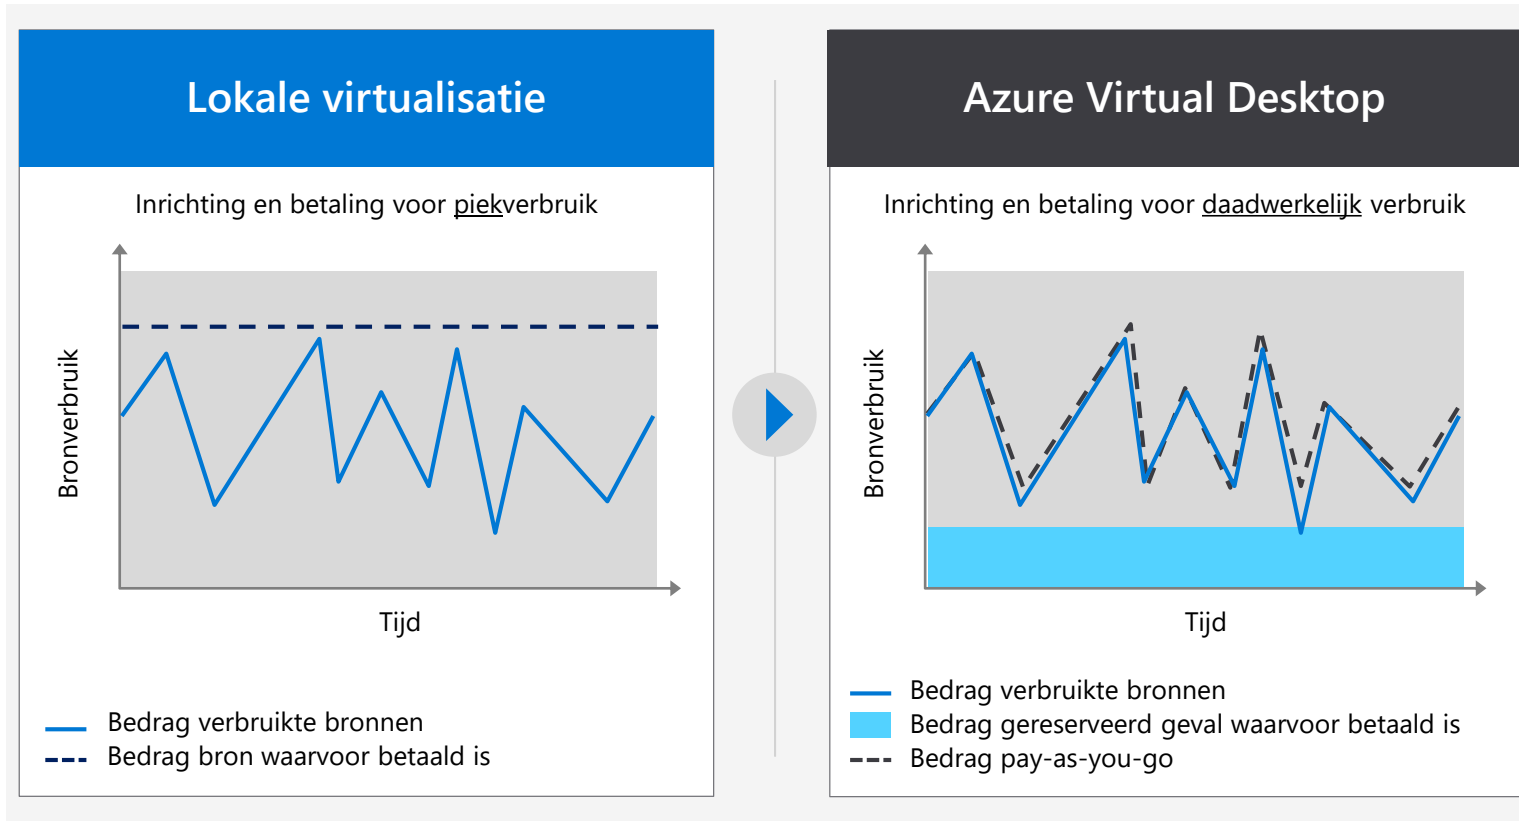 Lokale virtualisatie
Inrichting en betaling voor piekverbruik
Bronverbruik
Tijd
Bedrag verbruikte bronnen
Bedrag bron waarvoor betaald is
Azure Virtual Desktop
Inrichting en betaling voor daadwerkelijk verbruik
Bronverbruik
Tijd
Bedrag verbruikte bronnen
Bedrag gereserveerd geval waarvoor betaald is
Bedrag pay-as-you-go